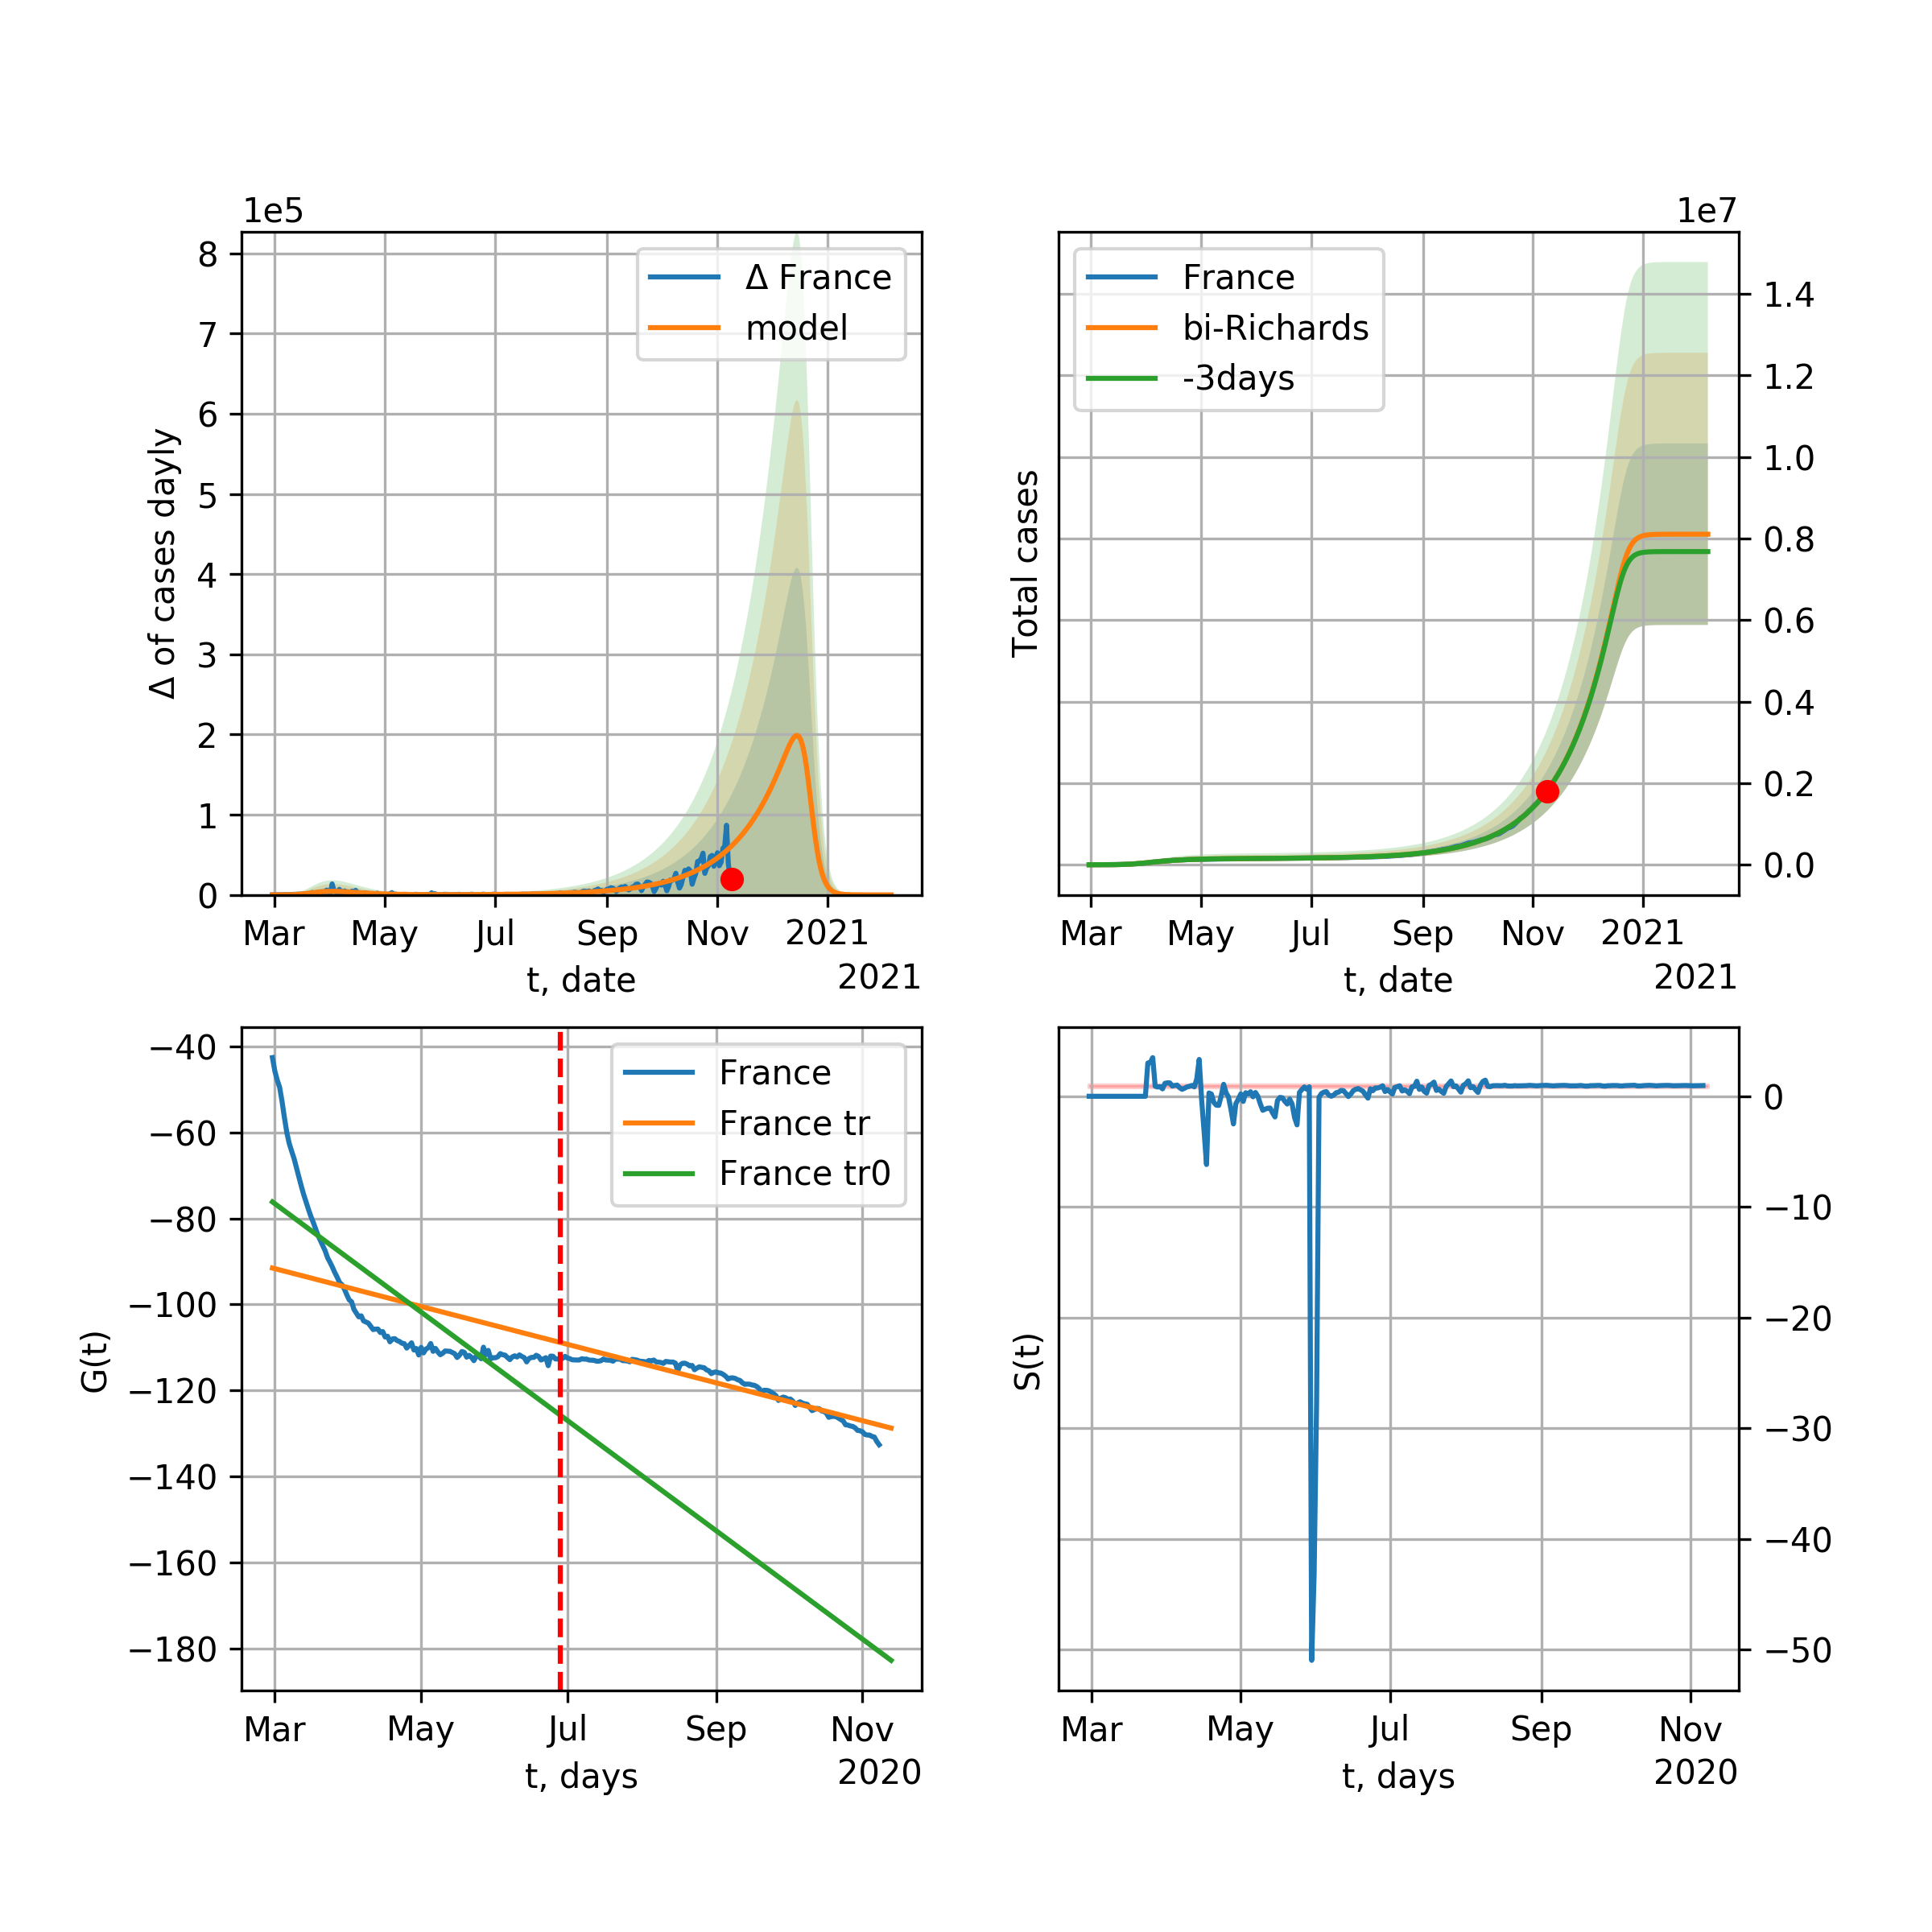 1e5
8
7
6
5
4
3
2
1
0
Δ of cases dayly
Δ France
model
Mar May Jul Sep Nov 2021
t, date
2021
1e7
France
bi-Richards
-3days
Total cases
1.4
1.2
1.0
0.8
0.6
0.4
0.2
0.0
Mar May Jul Sep Nov 2021
t, date
2021
−40
−60
−80
−100
−120
−140
−160
−180
G(t)
France
France tr
France tr0
Mar May Jul Sep Nov
t, days
2020
S(t)
0
−10
−20
−30
−40
−50
Mar May Jul Sep Nov
t, days
2020